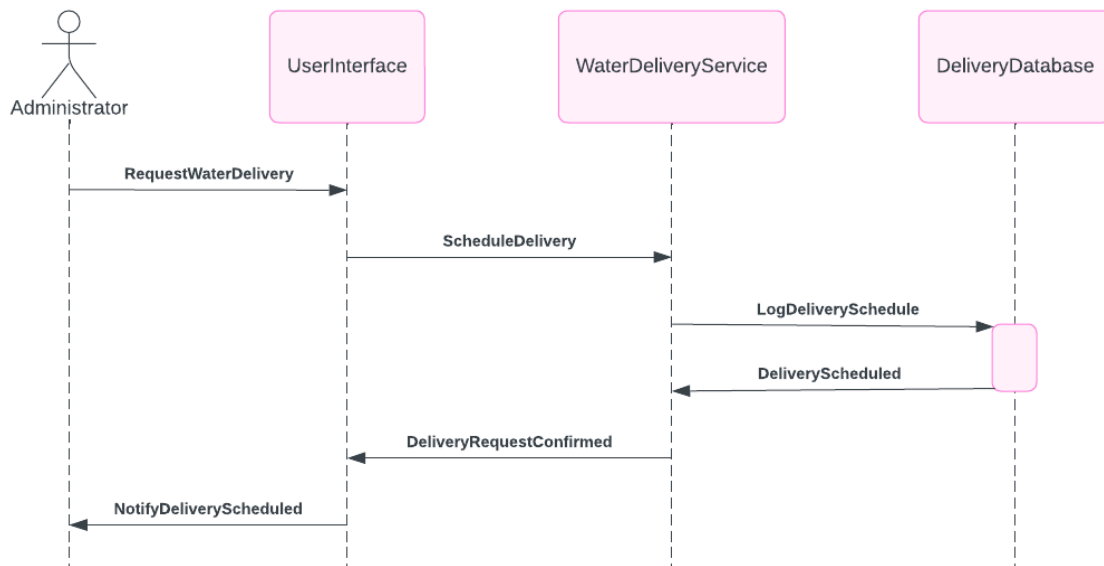 UserInterface
WaterDeliveryService
DeliveryDatabase
Administrator
RequestWaterDelivery
ScheduleDelivery
LogDeliverySchedule
DeliveryScheduled
DeliveryRequestConfirmed
NotifyDeliveryScheduled